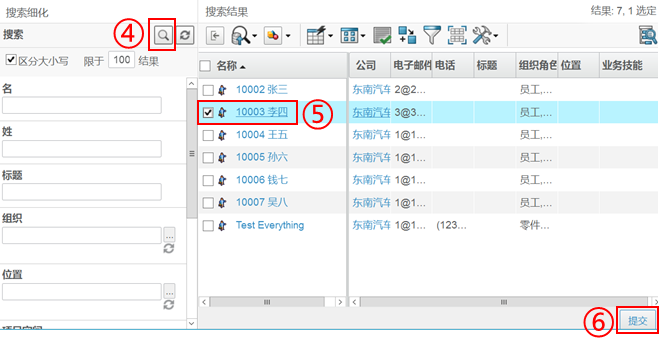 搜索细化
搜索 ④
区分大小写 限于 100 结果
名
姓
标题
组织
...
位置
...
搜索结果 结果: 7, 1 选定
名称 公司 电子邮件 电话 标题 组织角色 位置 业务技能
10002 张三 东南汽车 2@2... 员工,...
10003 李四 ⑤ 东南汽车 3@3... 员工,...
10004 王五 东南汽车 1@1... 员工,...
10005 孙六 东南汽车 1@1... 员工,...
10006 钱七 东南汽车 1@1... 员工,...
10007 吴八 东南汽车 1@1... 员工,...
Test Everything 东南汽车 1@1... (123... 零件...
⑥ 提交